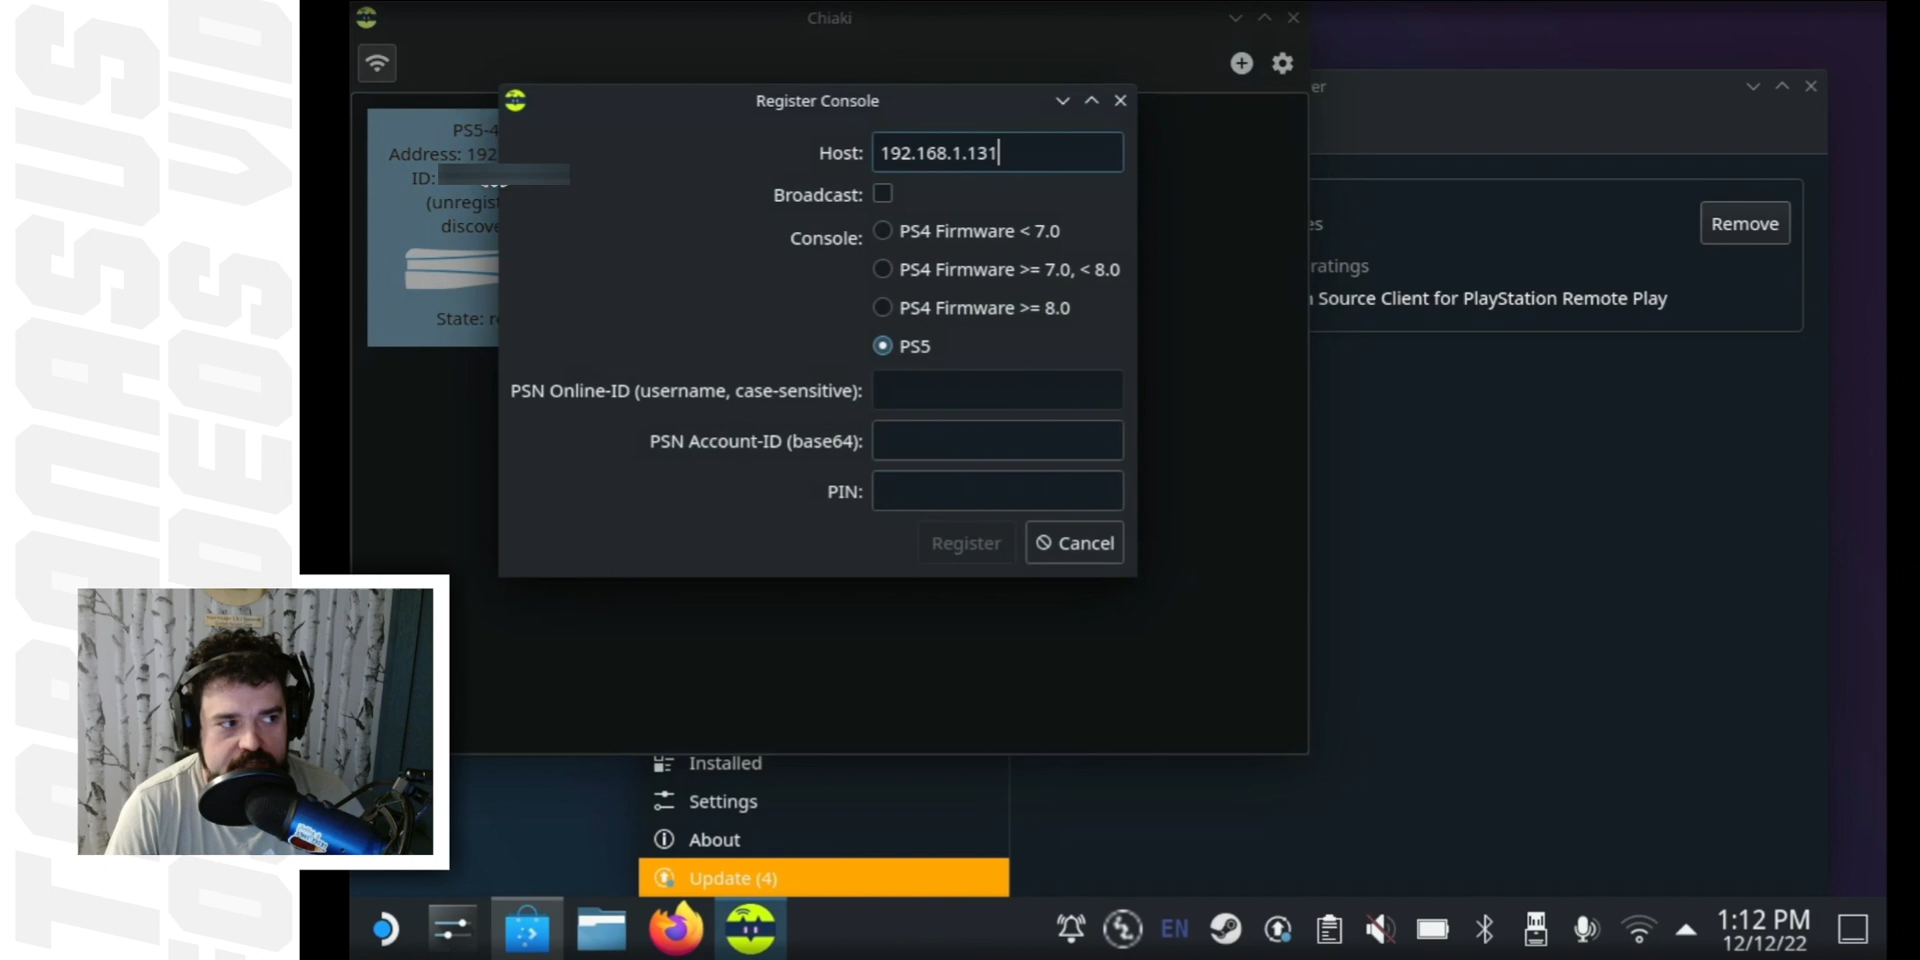 Chiaki
PS5-4
Address: 192
ID:
(unregist
discove
State: r
Register Console
Host: 192.168.1.131
Broadcast:
Console:
PS4 Firmware < 7.0
PS4 Firmware >= 7.0, < 8.0
PS4 Firmware >= 8.0
PS5
PSN Online-ID (username, case-sensitive):
PSN Account-ID (base64):
PIN:
Register
Cancel
er
es
Remove
ratings
Source Client for PlayStation Remote Play
Installed
Settings
About
Update (4)
EN
1:12 PM
12/12/22